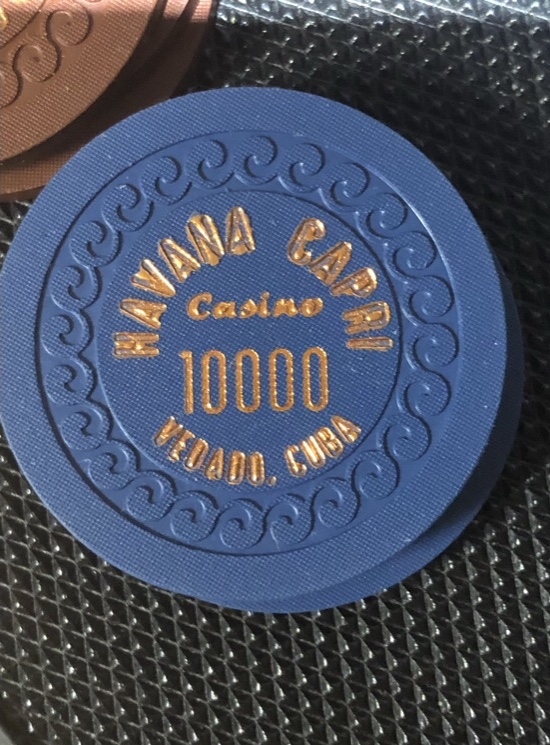 HAVANA CAPRI
Casino
10000
VEDADO, CUBA